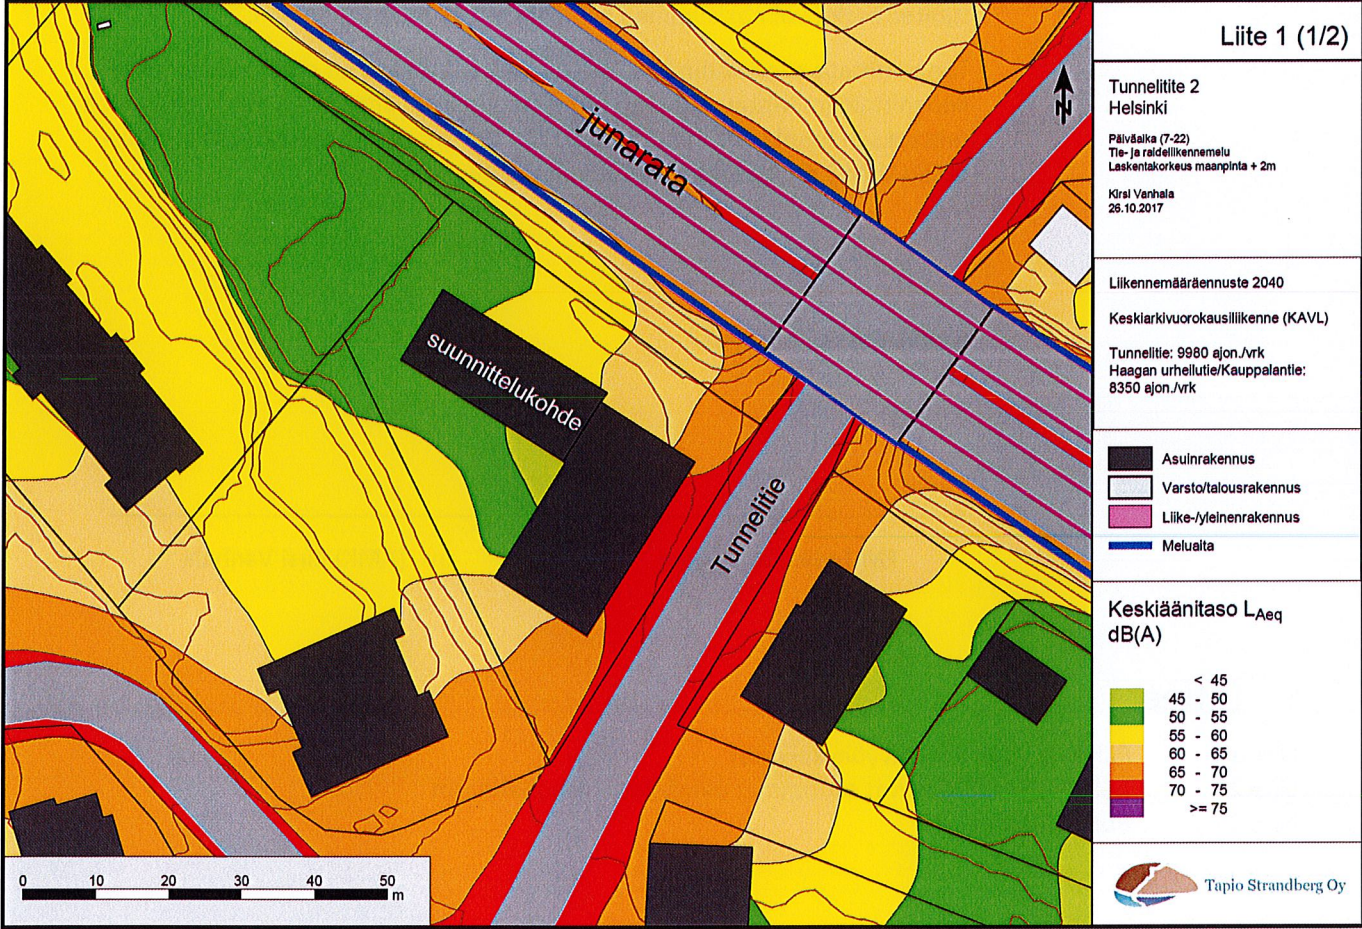 junarata
suunnittelukohde
Tunnelitie
0 10 20 30 40 50 m
Liite 1 (1/2)
N
Tunnelitite 2
Helsinki
Päiväaika (7-22)
Tie- ja raideliikennemelu
Laskentakorkeus maanpinta + 2m
Kirsi Vanhala
26.10.2017
Liikennemääräennuste 2040
Keskiarkivuorokausiliikenne (KAVL)
Tunnelitie: 9980 ajon./vrk
Haagan urheilutie/Kauppalantie:
8350 ajon./vrk
Asuinrakennus
Varsto/talousrakennus
Liike-/yleinenrakennus
Meluaita
Keskiäänitaso LAeq
dB(A)
< 45
45 - 50
50 - 55
55 - 60
60 - 65
65 - 70
70 - 75
>= 75
Tapio Strandberg Oy